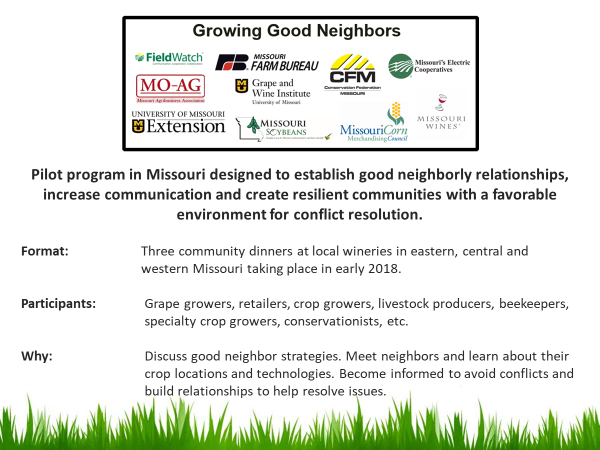 Growing Good Neighbors
FieldWatch
MISSOURI
FARM BUREAU
CFM
Conservation Federation
MISSOURI
Missouri's Electric
Cooperatives
MO-AG
Missouri Agribusiness Association
Grape and
Wine Institute
University of Missouri
UNIVERSITY OF MISSOURI
Extension
MISSOURI
SOYBEANS
MissouriCorn
Merchandising Council
MISSOURI
WINES
Pilot program in Missouri designed to establish good neighborly relationships,
increase communication and create resilient communities with a favorable
environment for conflict resolution.
Format: Three community dinners at local wineries in eastern, central and
western Missouri taking place in early 2018.
Participants: Grape growers, retailers, crop growers, livestock producers, beekeepers,
specialty crop growers, conservationists, etc.
Why: Discuss good neighbor strategies. Meet neighbors and learn about their
crop locations and technologies. Become informed to avoid conflicts and
build relationships to help resolve issues.